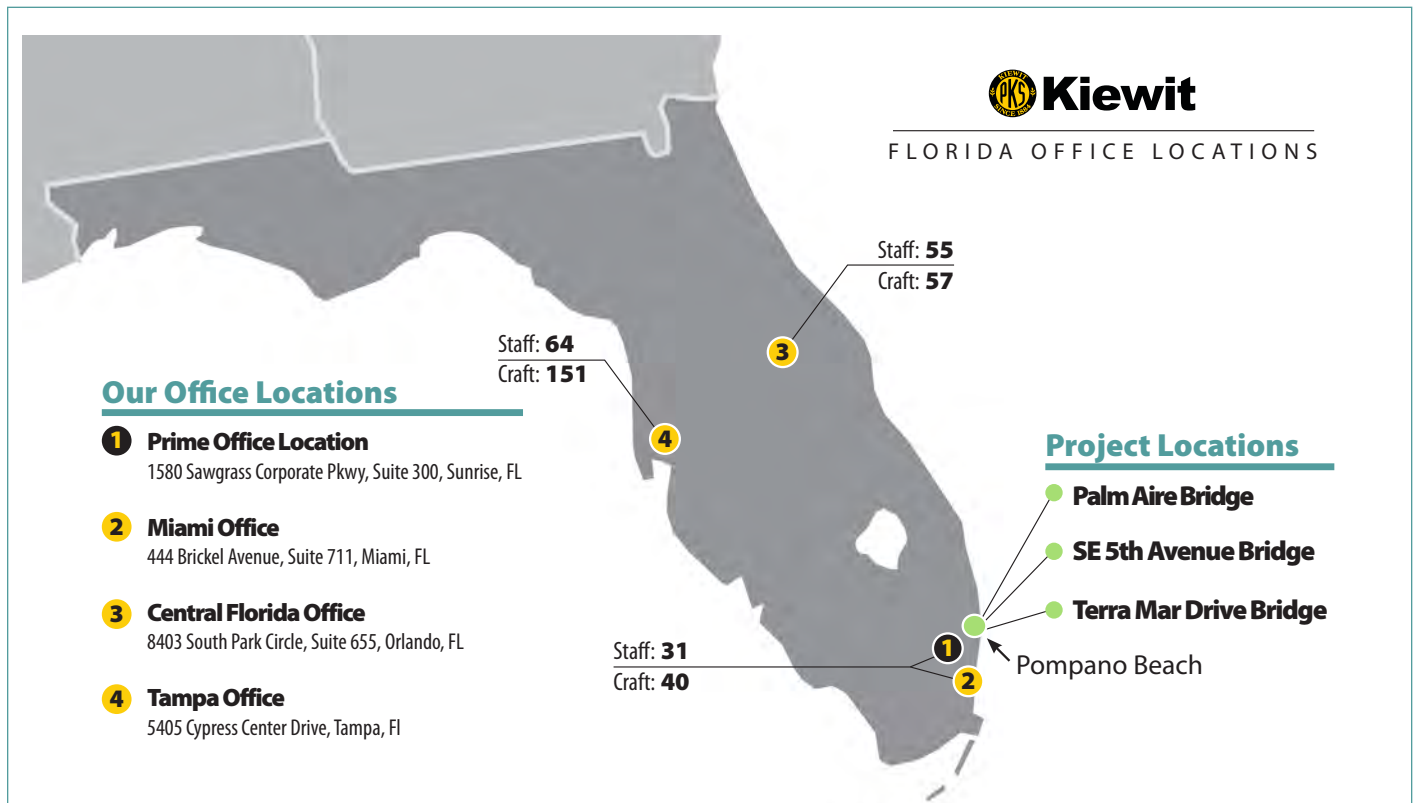 KIEWIT
PKS
SINCE 1884
Kiewit
FLORIDA OFFICE LOCATIONS
Staff: 55
Craft: 57
3
Staff: 64
Craft: 151
4
Our Office Locations
1 Prime Office Location
1580 Sawgrass Corporate Pkwy, Suite 300, Sunrise, FL
2 Miami Office
444 Brickel Avenue, Suite 711, Miami, FL
3 Central Florida Office
8403 South Park Circle, Suite 655, Orlando, FL
4 Tampa Office
5405 Cypress Center Drive, Tampa, Fl
Project Locations
Palm Aire Bridge
SE 5th Avenue Bridge
Terra Mar Drive Bridge
Pompano Beach
Staff: 31
Craft: 40
1
2